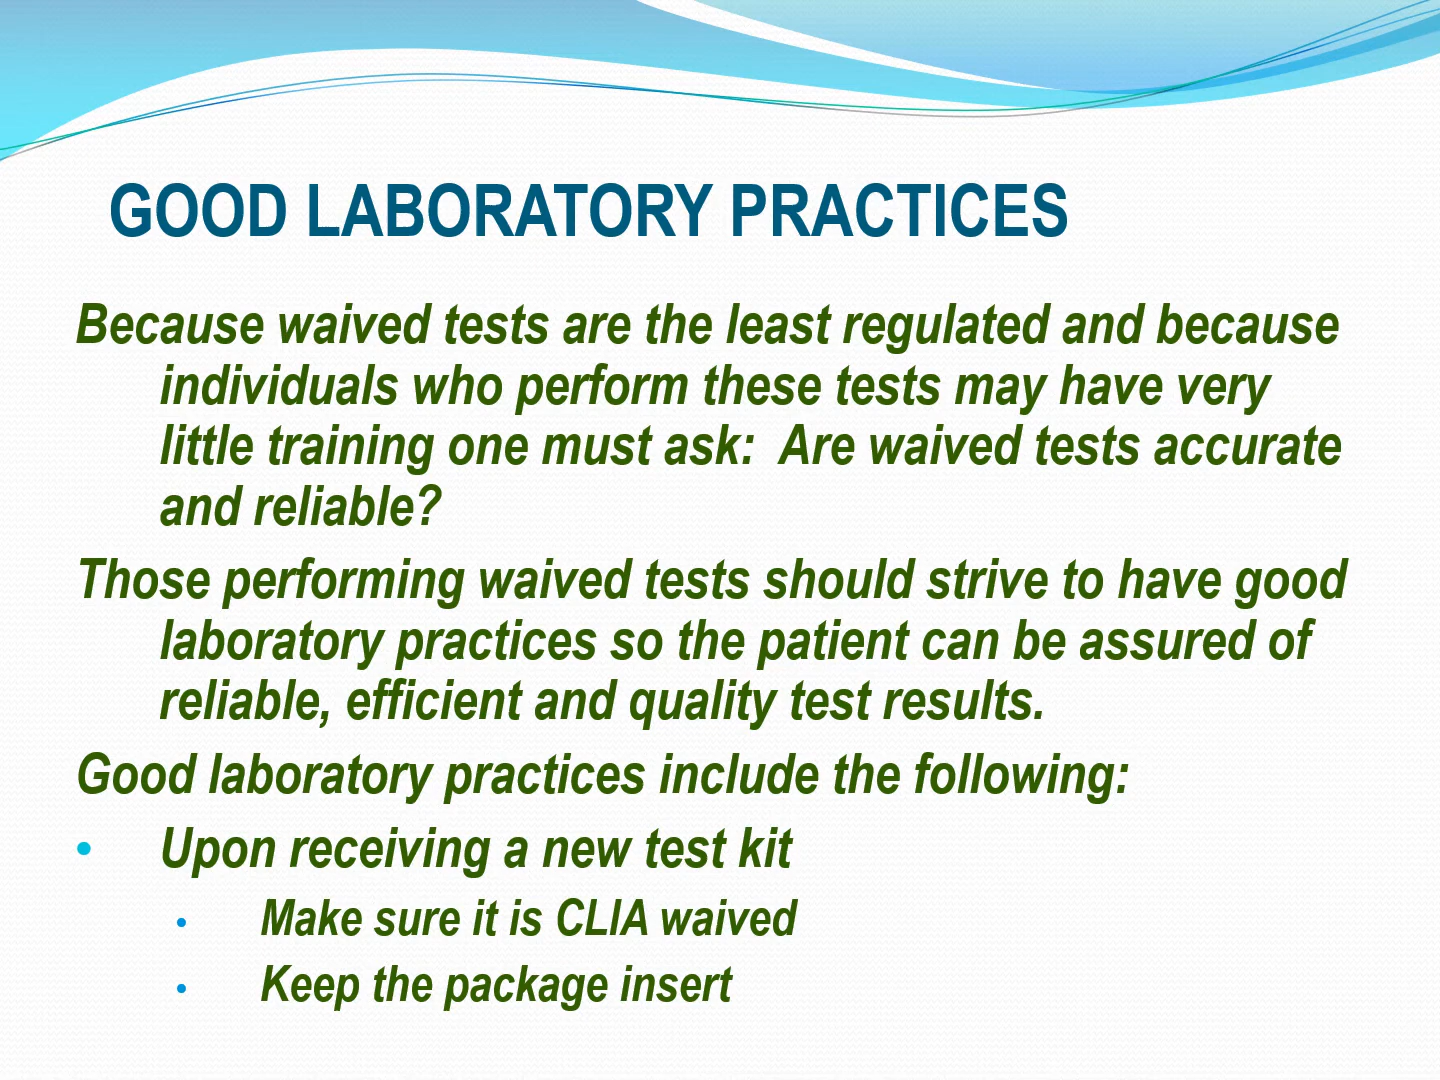 GOOD LABORATORY PRACTICES
Because waived tests are the least regulated and because
individuals who perform these tests may have very
little training one must ask:  Are waived tests accurate
and reliable?
Those performing waived tests should strive to have good
laboratory practices so the patient can be assured of
reliable, efficient and quality test results.
Good laboratory practices include the following:
• Upon receiving a new test kit
• Make sure it is CLIA waived
• Keep the package insert